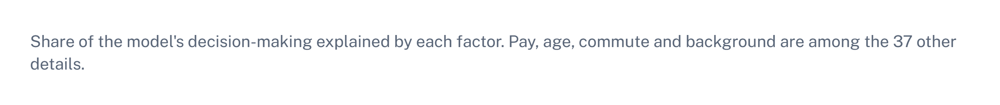 Share of the model's decision-making explained by each factor. Pay, age, commute and background are among the 37 other
details.